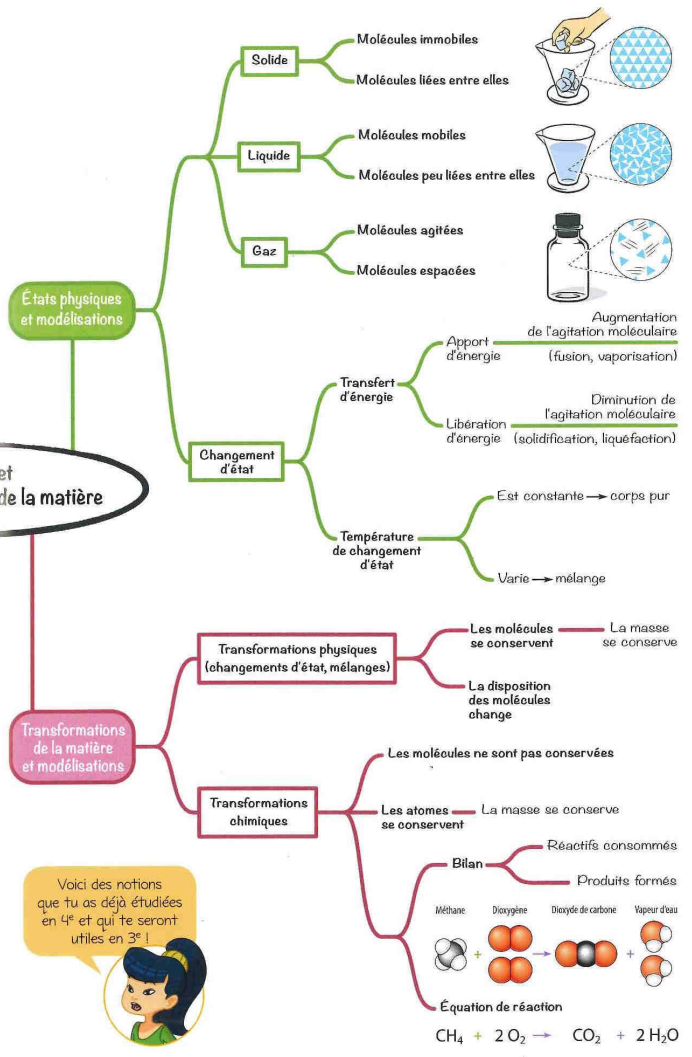 Solide
Molécules immobiles
Molécules liées entre elles
Liquide
Molécules mobiles
Molécules peu liées entre elles
Gaz
Molécules agitées
Molécules espacées
États physiques
et modélisations
Changement
d'état
Transfert
d'énergie
Apport
d'énergie
Augmentation
de l'agitation moléculaire
(fusion, vaporisation)
Libération
d'énergie
Diminution de
l'agitation moléculaire
(solidification, liquéfaction)
Température
de changement
d'état
Est constante → corps pur
Varie → mélange
et
de la matière
Transformations
de la matière
et modélisations
Transformations physiques
(changements d'état, mélanges)
Les molécules
se conservent
La masse
se conserve
La disposition
des molécules
change
Transformations
chimiques
Les molécules ne sont pas conservées
Les atomes
se conservent
La masse se conserve
Bilan
Réactifs consommés
Produits formés
Méthane Dioxygène Dioxyde de carbone Vapeur d'eau
+ → +
Équation de réaction
CH₄ + 2 O₂ → CO₂ + 2 H₂O
Voici des notions
que tu as déjà étudiées
en 4e et qui te seront
utiles en 3e !